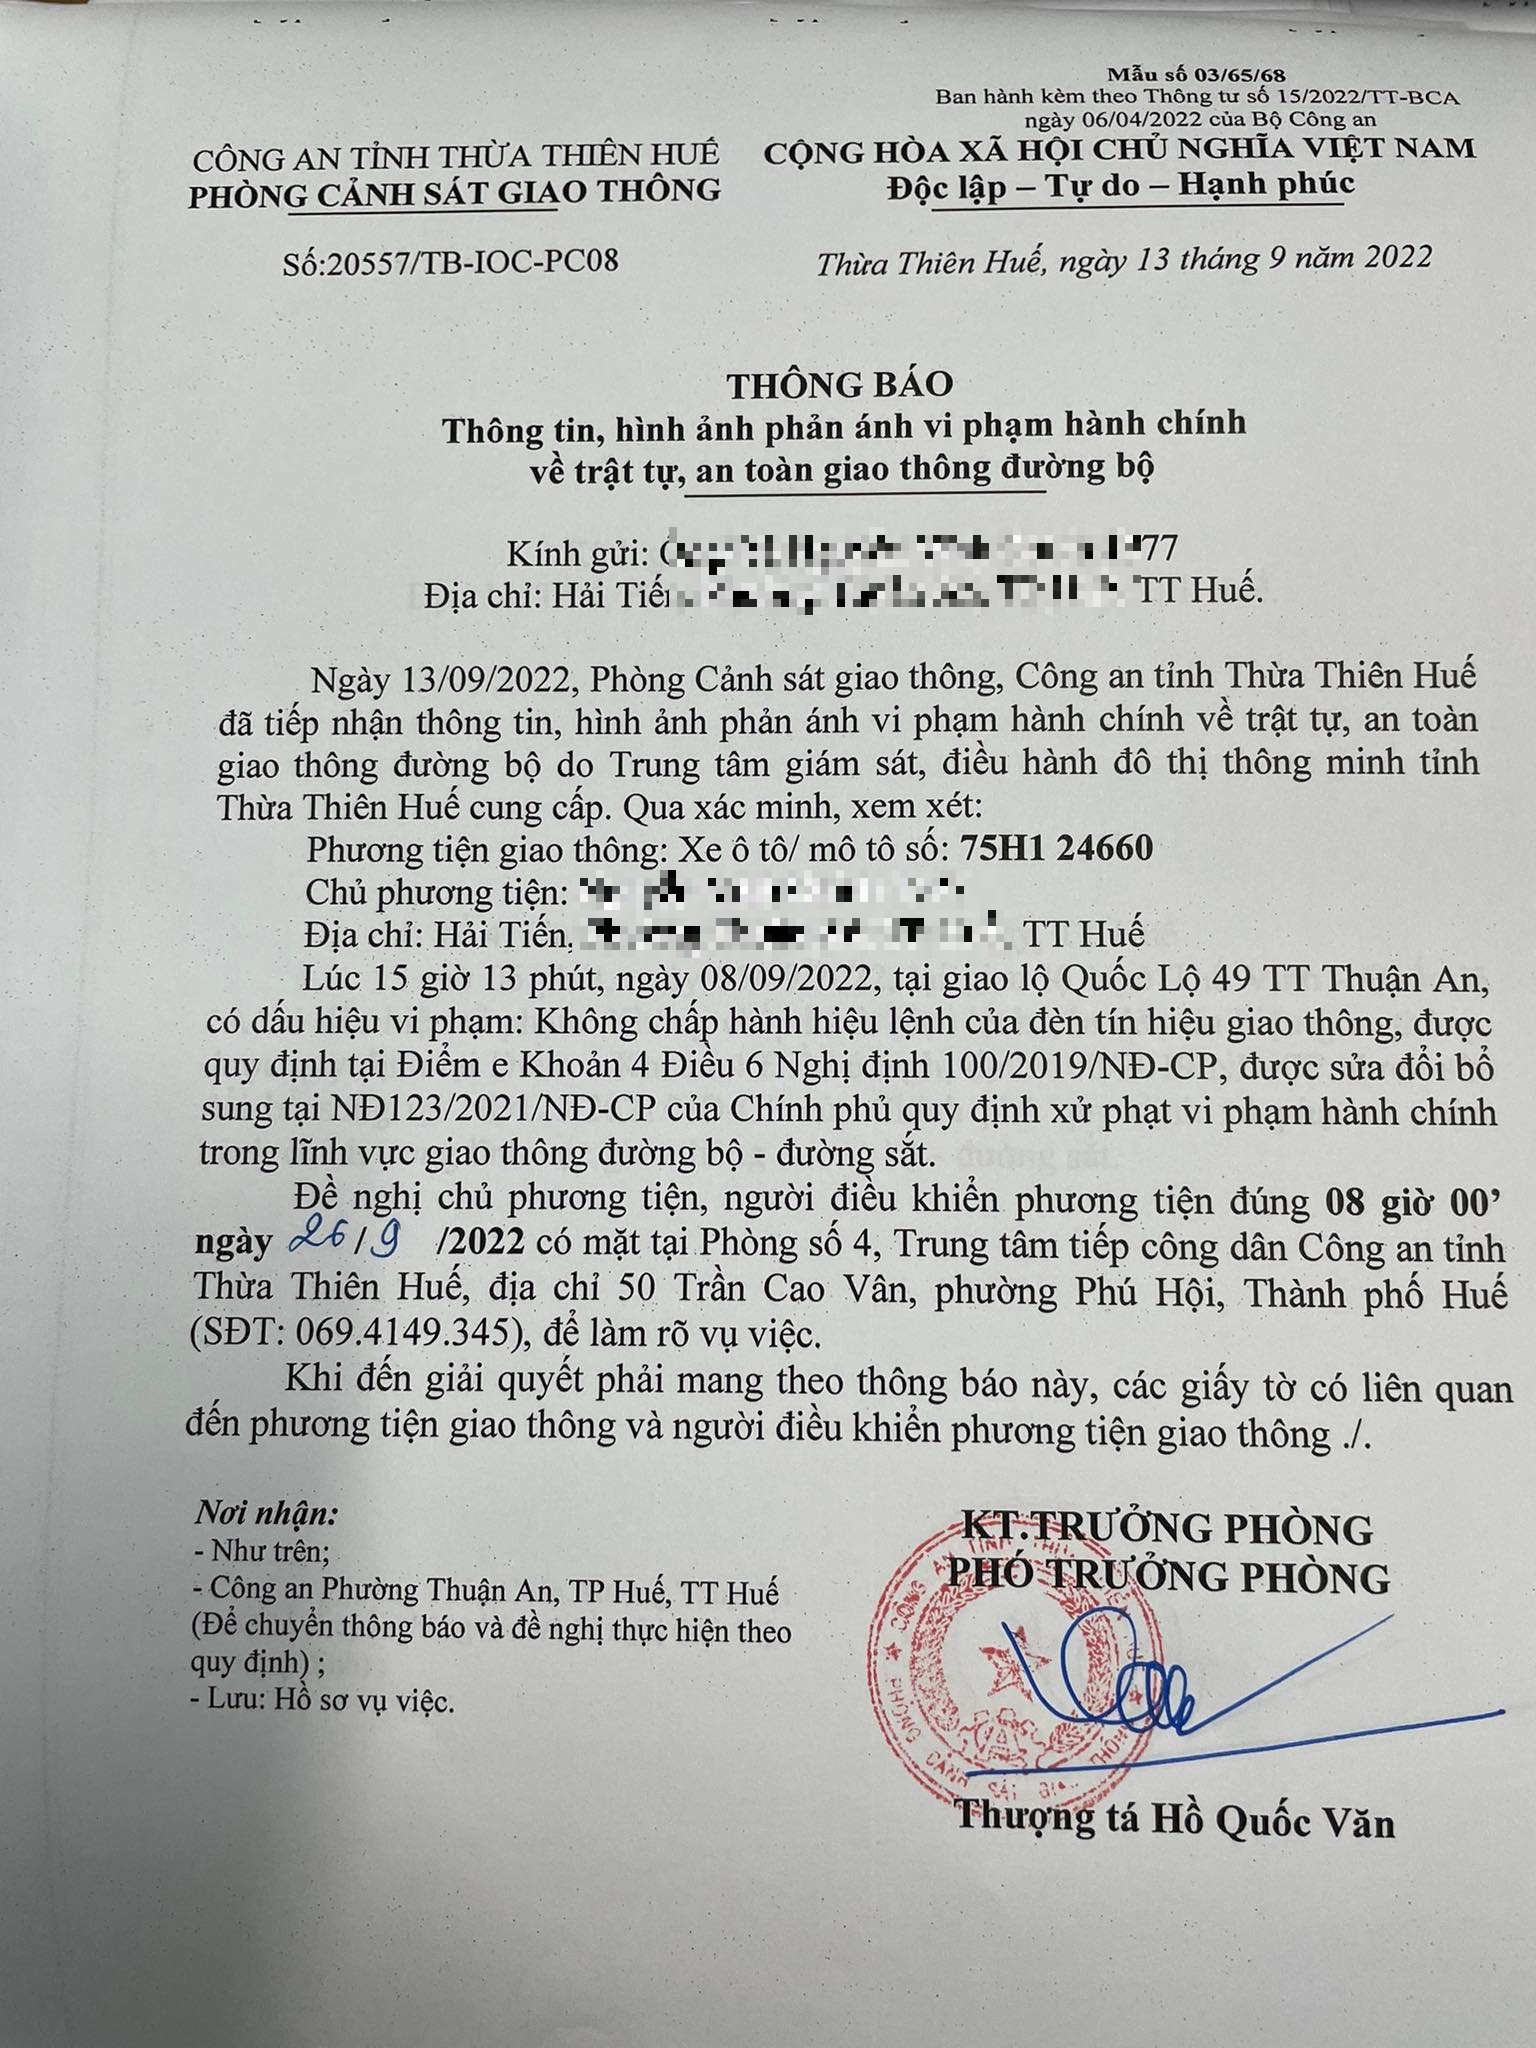 Mẫu số 03/65/68
Ban hành kèm theo Thông tư số 15/2022/TT-BCA
ngày 06/04/2022 của Bộ Công an
CÔNG AN TỈNH THỪA THIÊN HUẾ
PHÒNG CẢNH SÁT GIAO THÔNG
CỘNG HÒA XÃ HỘI CHỦ NGHĨA VIỆT NAM
Độc lập – Tự do – Hạnh phúc
Số:20557/TB-IOC-PC08
Thừa Thiên Huế, ngày 13 tháng 9 năm 2022
THÔNG BÁO
Thông tin, hình ảnh phản ánh vi phạm hành chính
về trật tự, an toàn giao thông đường bộ
Kính gửi: 77
Địa chỉ: Hải Tiến TT Huế.
Ngày 13/09/2022, Phòng Cảnh sát giao thông, Công an tỉnh Thừa Thiên Huế
đã tiếp nhận thông tin, hình ảnh phản ánh vi phạm hành chính về trật tự, an toàn
giao thông đường bộ do Trung tâm giám sát, điều hành đô thị thông minh tỉnh
Thừa Thiên Huế cung cấp. Qua xác minh, xem xét:
Phương tiện giao thông: Xe ô tô/ mô tô số: 75H1 24660
Chủ phương tiện:
Địa chỉ: Hải Tiến, TT Huế
Lúc 15 giờ 13 phút, ngày 08/09/2022, tại giao lộ Quốc Lộ 49 TT Thuận An,
có dấu hiệu vi phạm: Không chấp hành hiệu lệnh của đèn tín hiệu giao thông, được
quy định tại Điểm e Khoản 4 Điều 6 Nghị định 100/2019/NĐ-CP, được sửa đổi bổ
sung tại NĐ123/2021/NĐ-CP của Chính phủ quy định xử phạt vi phạm hành chính
trong lĩnh vực giao thông đường bộ - đường sắt.
Đề nghị chủ phương tiện, người điều khiển phương tiện đúng 08 giờ 00’
ngày 26/9 /2022 có mặt tại Phòng số 4, Trung tâm tiếp công dân Công an tỉnh
Thừa Thiên Huế, địa chỉ 50 Trần Cao Vân, phường Phú Hội, Thành phố Huế
(SĐT: 069.4149.345), để làm rõ vụ việc.
Khi đến giải quyết phải mang theo thông báo này, các giấy tờ có liên quan
đến phương tiện giao thông và người điều khiển phương tiện giao thông ./.
Nơi nhận:
- Như trên;
- Công an Phường Thuận An, TP Huế, TT Huế
(Để chuyển thông báo và đề nghị thực hiện theo
quy định) ;
- Lưu: Hồ sơ vụ việc.
KT.TRƯỞNG PHÒNG
PHÓ TRƯỞNG PHÒNG
CÔNG AN TỈNH
PHÒNG CẢNH SÁT GIAO THÔNG
Thượng tá Hồ Quốc Văn